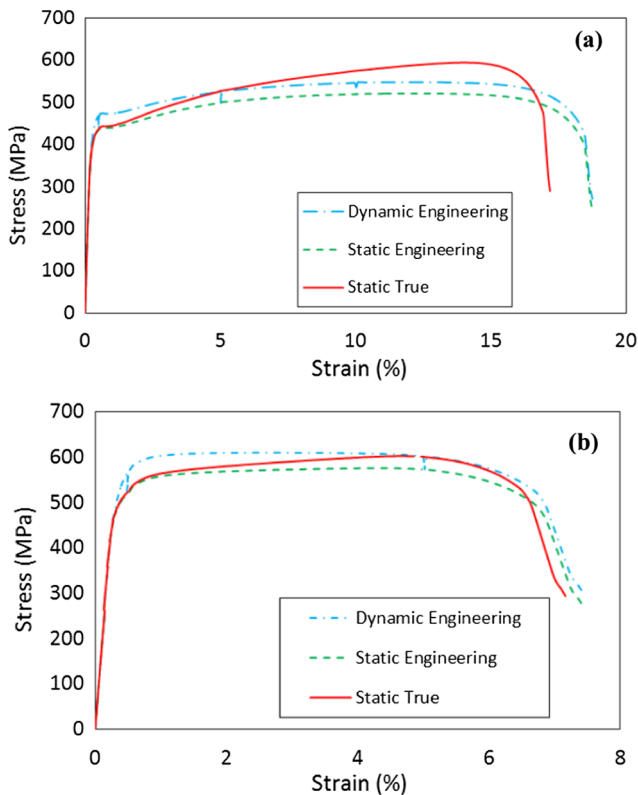 700
(a)
600
500
400
300
200
100
0
Stress (MPa)
Dynamic Engineering
Static Engineering
Static True
0 5 10 15 20
Strain (%)
700
(b)
600
500
400
300
200
100
0
Stress (MPa)
Dynamic Engineering
Static Engineering
Static True
0 2 4 6 8
Strain (%)